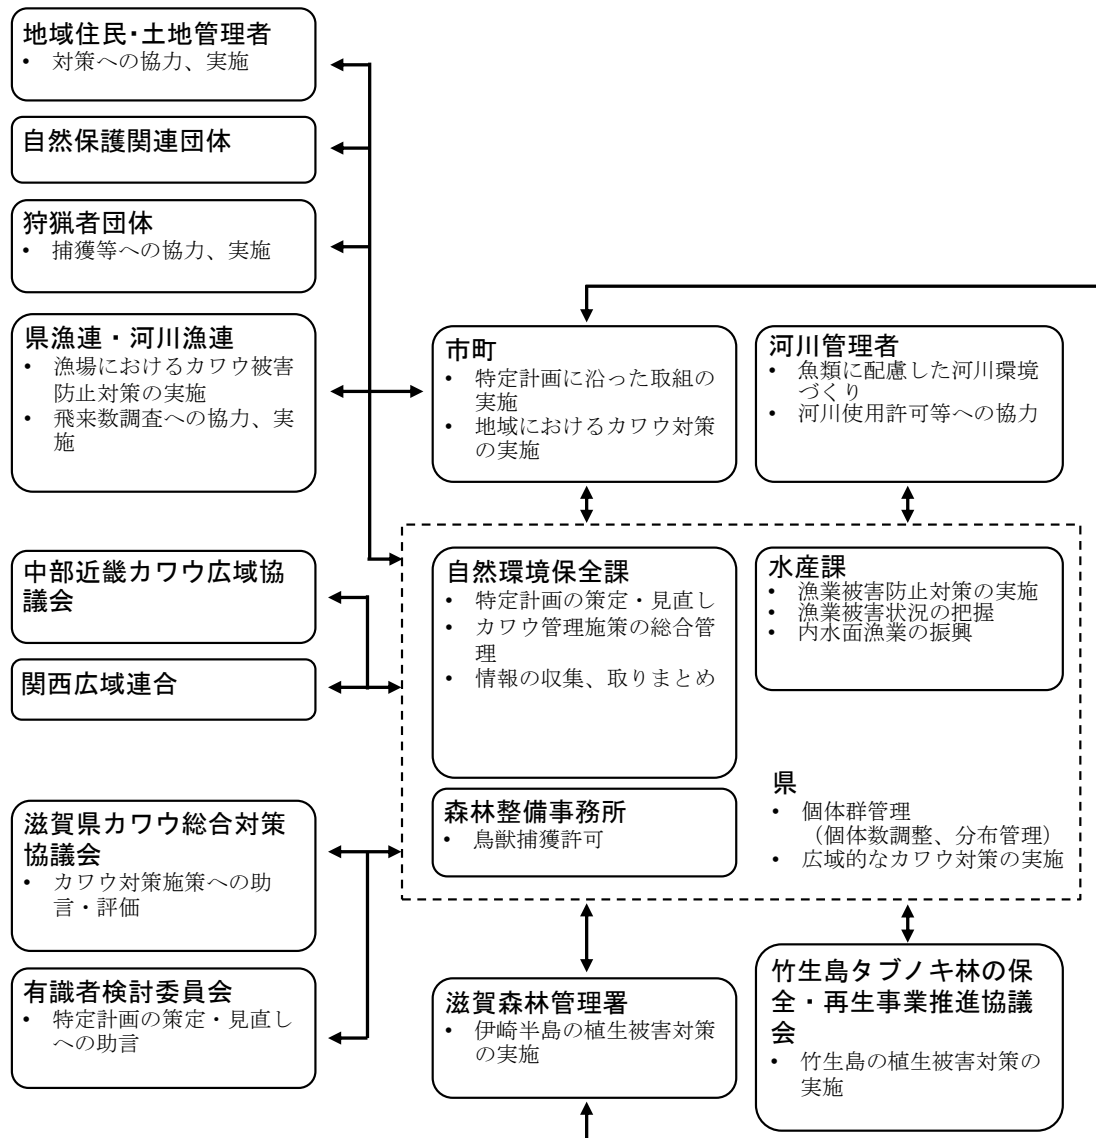 地域住民・土地管理者
• 対策への協力、実施
自然保護関連団体
狩猟者団体
• 捕獲等への協力、実施
県漁連・河川漁連
• 漁場におけるカワウ被害
防止対策の実施
• 飛来数調査への協力、実
施
市町
• 特定計画に沿った取組の
実施
• 地域におけるカワウ対策
の実施
河川管理者
• 魚類に配慮した河川環境
づくり
• 河川使用許可等への協力
中部近畿カワウ広域協
議会
関西広域連合
自然環境保全課
• 特定計画の策定・見直し
• カワウ管理施策の総合管
理
• 情報の収集、取りまとめ
水産課
• 漁業被害防止対策の実施
• 漁業被害状況の把握
• 内水面漁業の振興
森林整備事務所
• 鳥獣捕獲許可
県
• 個体群管理
（個体数調整、分布管理）
• 広域的なカワウ対策の実施
滋賀県カワウ総合対策
協議会
• カワウ対策施策への助
言・評価
有識者検討委員会
• 特定計画の策定・見直し
への助言
滋賀森林管理署
• 伊崎半島の植生被害対策
の実施
竹生島タブノキ林の保
全・再生事業推進協議
会
• 竹生島の植生被害対策の
実施